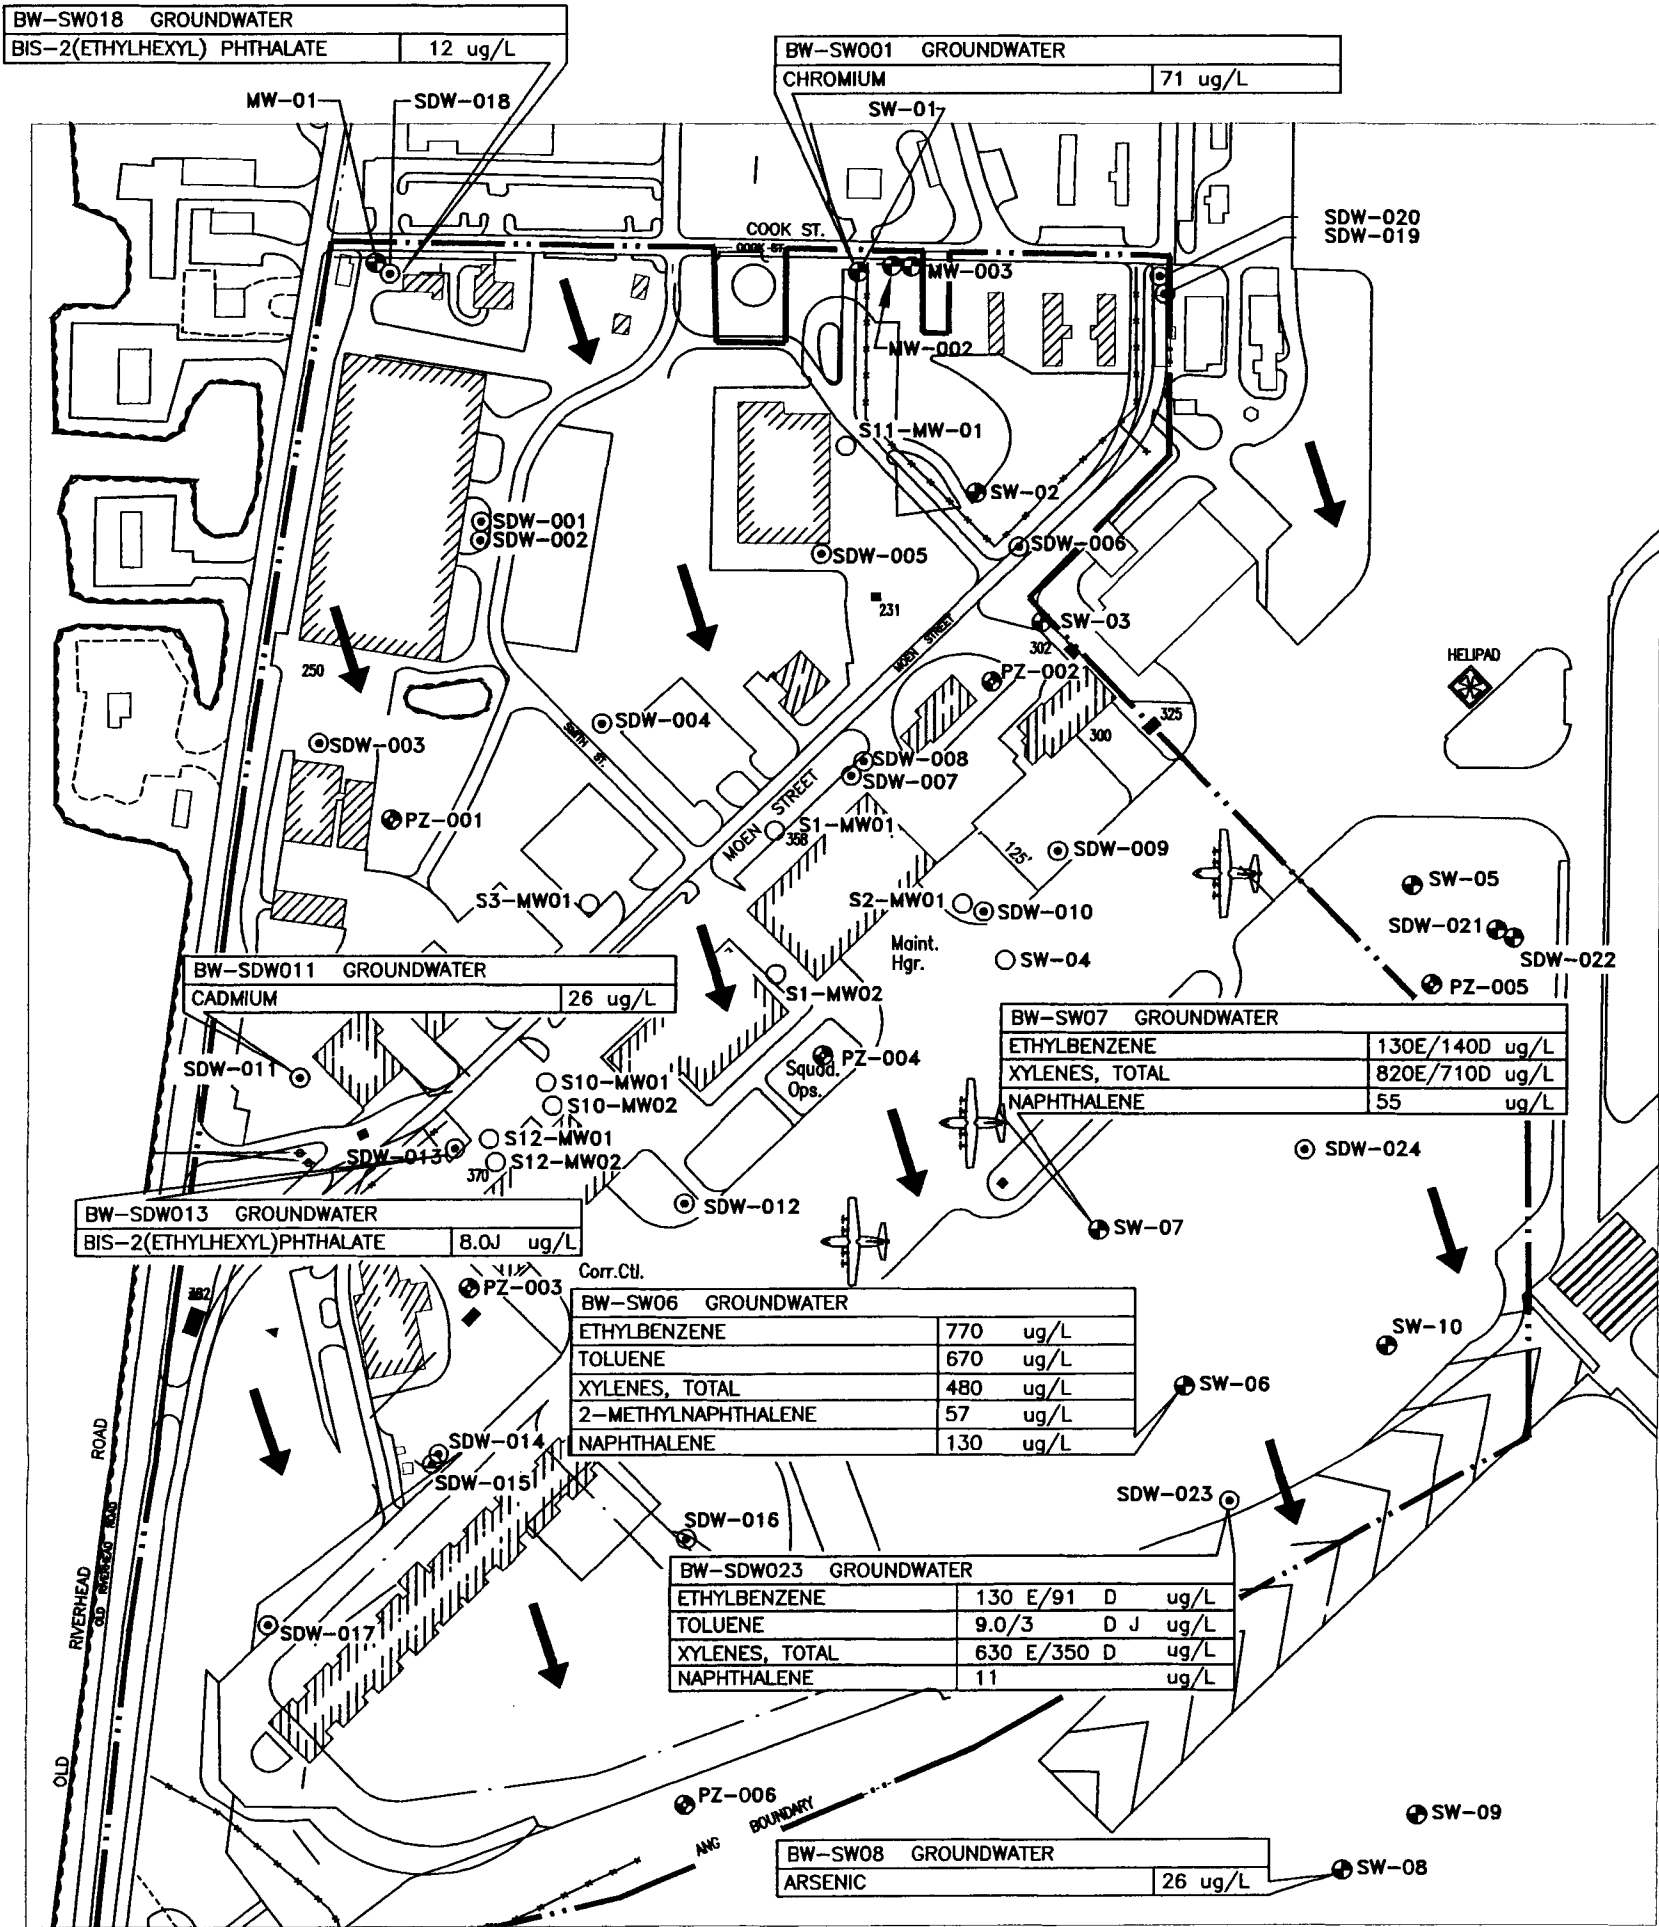 BW-SW018 GROUNDWATER
BIS-2(ETHYLHEXYL) PHTHALATE 12 ug/L
BW-SW001 GROUNDWATER
CHROMIUM 71 ug/L
MW-01
SDW-018
SW-01
COOK ST.
COOK ST.
SDW-020
SDW-019
MW-003
MW-002
S11-MW-01
SW-02
SDW-001
SDW-002
SDW-005
SDW-006
231
MOEN STREET
SW-03
302
PZ-002
HELIPAD
250
SDW-004
325
SDW-003
SMITH ST.
300
SDW-008
SDW-007
MOEN STREET
PZ-001
S1-MW01
358
125'
SDW-009
SW-05
S3-MW01
S2-MW01
SDW-010
SDW-021
SDW-022
Maint.
Hgr.
SW-04
BW-SDW011 GROUNDWATER
CADMIUM 26 ug/L
S1-MW02
PZ-005
BW-SW07 GROUNDWATER
ETHYLBENZENE 130E/140D ug/L
XYLENES, TOTAL 820E/710D ug/L
NAPHTHALENE 55 ug/L
PZ-004
Squad.
Ops.
SDW-011
S10-MW01
S10-MW02
S12-MW01
SDW-013
S12-MW02
370
SDW-024
SDW-012
BW-SDW013 GROUNDWATER
BIS-2(ETHYLHEXYL)PHTHALATE 8.0J ug/L
SW-07
Corr.Ctl.
PZ-003
382
BW-SW06 GROUNDWATER
ETHYLBENZENE 770 ug/L
TOLUENE 670 ug/L
XYLENES, TOTAL 480 ug/L
2-METHYLNAPHTHALENE 57 ug/L
NAPHTHALENE 130 ug/L
SW-10
SW-06
SDW-014
SDW-015
SDW-023
SDW-016
BW-SDW023 GROUNDWATER
ETHYLBENZENE 130 E/91 D ug/L
TOLUENE 9.0/3 D J ug/L
XYLENES, TOTAL 630 E/350 D ug/L
NAPHTHALENE 11 ug/L
SDW-017
OLD RIVERHEAD ROAD
OLD RIVERHEAD ROAD
PZ-006
ANG BOUNDARY
SW-09
BW-SW08 GROUNDWATER
ARSENIC 26 ug/L
SW-08